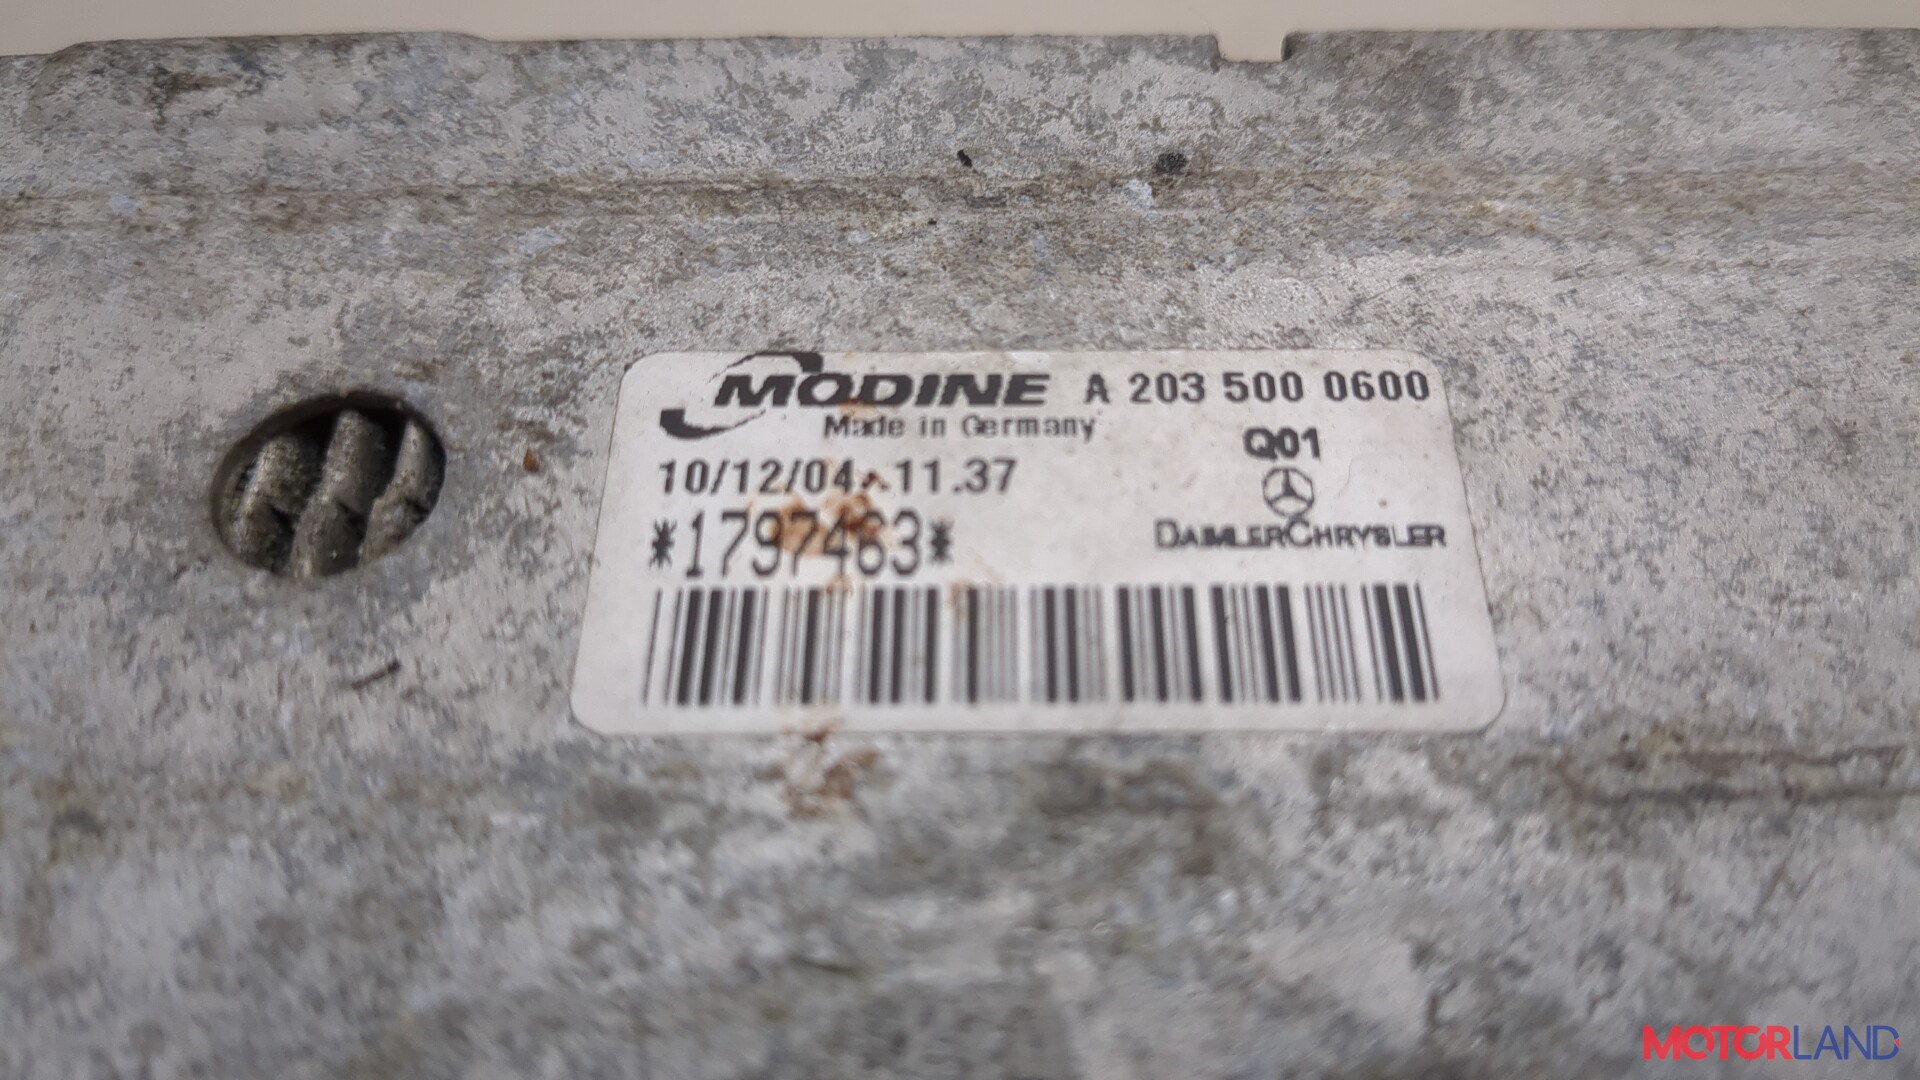 MODINE A 203 500 0600
Made in Germany
Q01
10/12/04 11.37
*1797463*
DAIMLERCHRYSLER
MOTORLAND